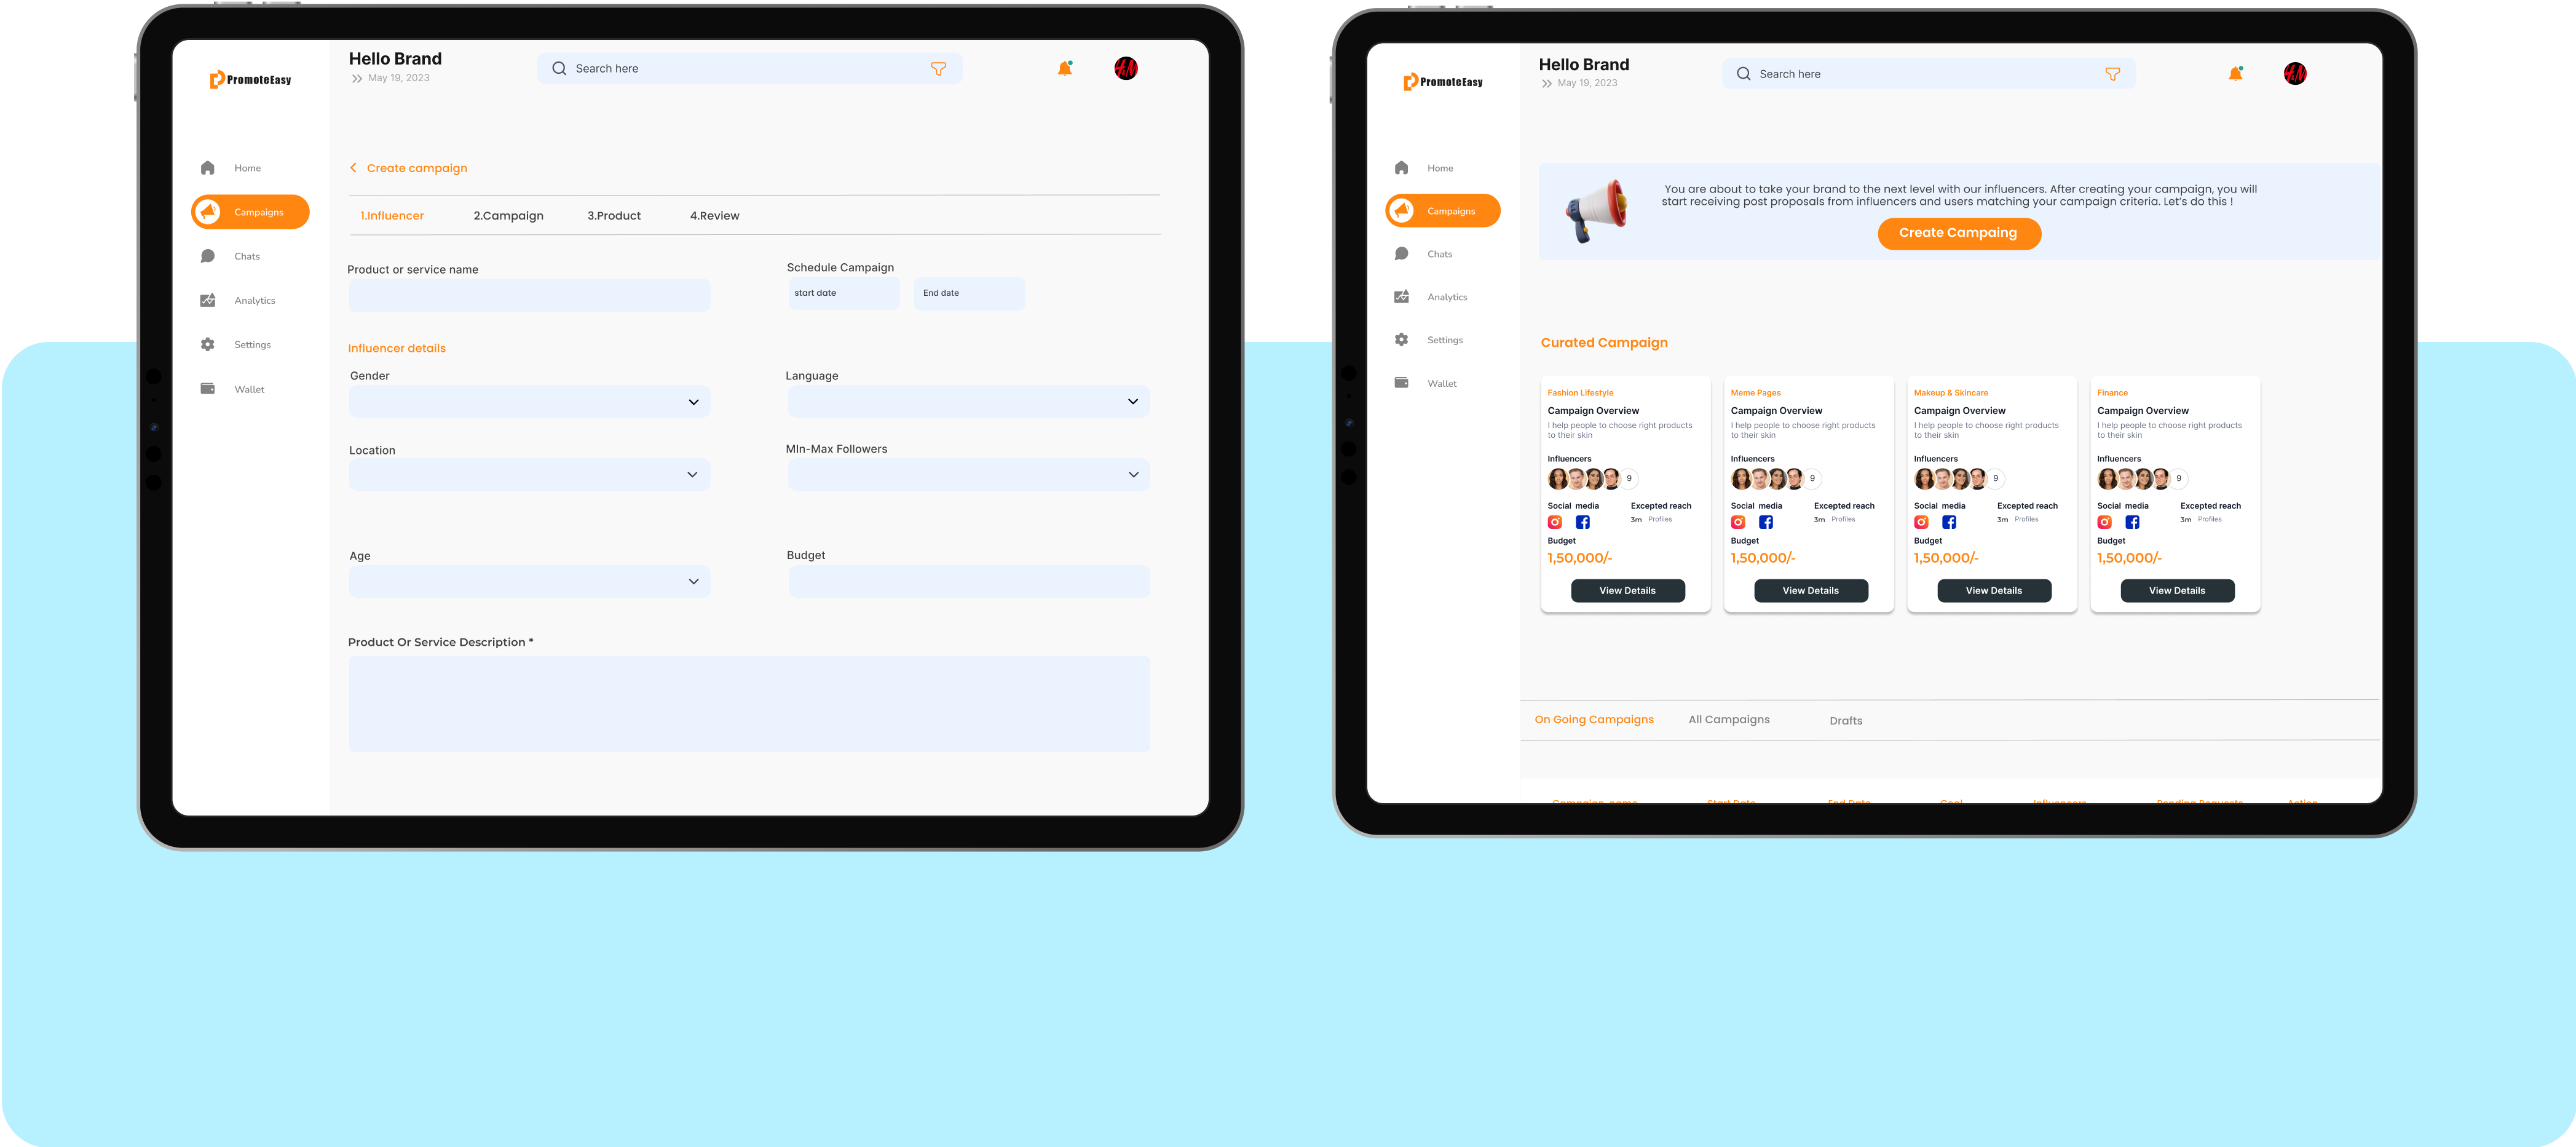 PromoteEasy
Hello Brand
May 19, 2023
Search here
H&M
Home
Campaigns
Chats
Analytics
Settings
Wallet
Create campaign
1.Influencer 2.Campaign 3.Product 4.Review
Product or service name
Schedule Campaign
start date End date
Influencer details
Gender Language
Location MIn-Max Followers
Age Budget
Product Or Service Description *
PromoteEasy
Hello Brand
May 19, 2023
Search here
H&M
Home
Campaigns
Chats
Analytics
Settings
Wallet
You are about to take your brand to the next level with our influencers. After creating your campaign, you will
start receiving post proposals from influencers and users matching your campaign criteria. Let's do this !
Create Campaing
Curated Campaign
Fashion Lifestyle
Campaign Overview
I help people to choose right products
to their skin
Influencers
9
Social media Excepted reach
3m Profiles
Budget
1,50,000/-
View Details
Meme Pages
Campaign Overview
I help people to choose right products
to their skin
Influencers
9
Social media Excepted reach
3m Profiles
Budget
1,50,000/-
View Details
Makeup & Skincare
Campaign Overview
I help people to choose right products
to their skin
Influencers
9
Social media Excepted reach
3m Profiles
Budget
1,50,000/-
View Details
Finance
Campaign Overview
I help people to choose right products
to their skin
Influencers
9
Social media Excepted reach
3m Profiles
Budget
1,50,000/-
View Details
On Going Campaigns All Campaigns Drafts
Campaign name Start Date End Date Goal Influencers Pending Requests Action